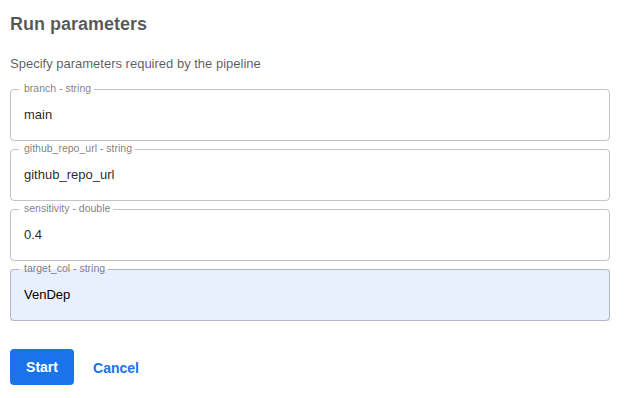 Run parameters
Specify parameters required by the pipeline
branch - string
main
github_repo_url - string
github_repo_url
sensitivity - double
0.4
target_col - string
VenDep
Start Cancel